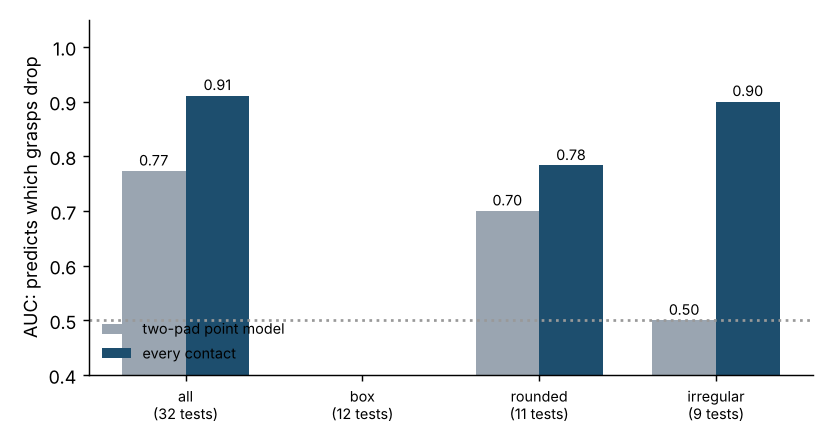 AUC: predicts which grasps drop
1.0
0.9
0.8
0.7
0.6
0.5
0.4
0.77
0.91
0.70
0.78
0.50
0.90
two-pad point model
every contact
all
(32 tests)
box
(12 tests)
rounded
(11 tests)
irregular
(9 tests)